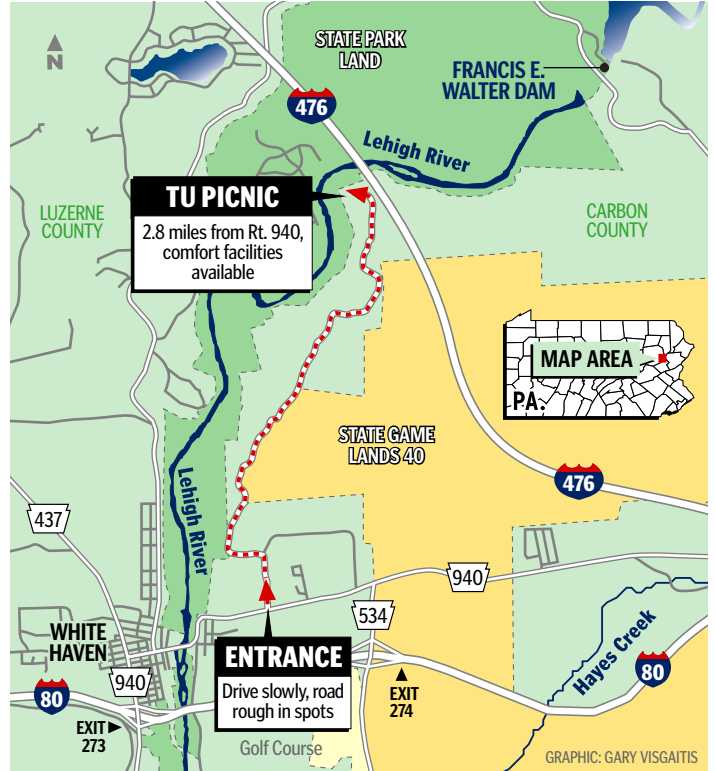 N
STATE PARK
LAND
FRANCIS E.
WALTER DAM
476
Lehigh River
TU PICNIC
2.8 miles from Rt. 940,
comfort facilities
available
LUZERNE
COUNTY
CARBON
COUNTY
MAP AREA
PA.
STATE GAME
LANDS 40
476
Lehigh River
437
940
534
WHITE
HAVEN
ENTRANCE
Drive slowly, road
rough in spots
Hayes Creek
940
80
80
EXIT
274
EXIT
273
Golf Course
GRAPHIC: GARY VISGAITIS